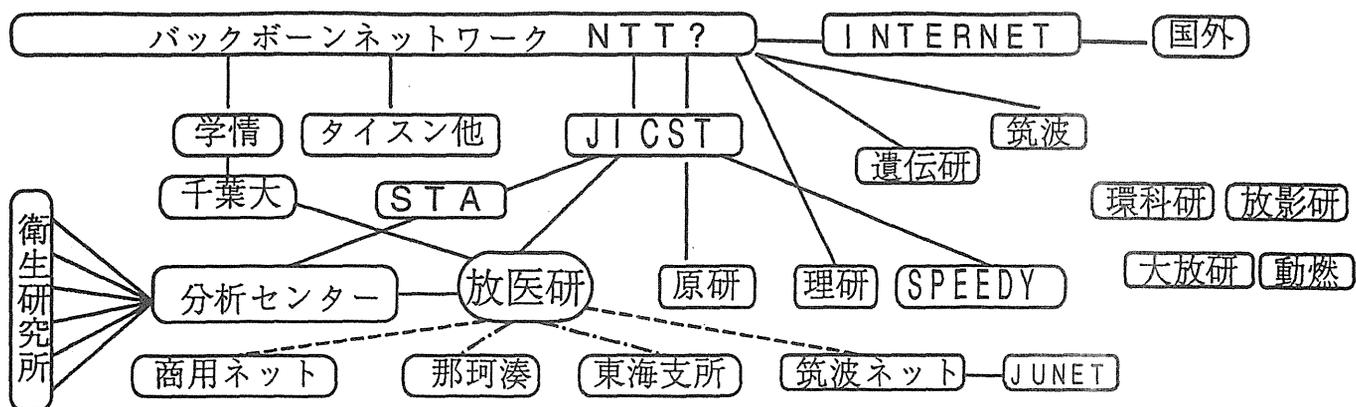 バックボーンネットワーク NTT?
INTERNET
国外
学情
タイスン他
JICST
筑波
遺伝研
千葉大
STA
環科研
放影研
衛生研究所
分析センター
放医研
原研
理研
SPEEDY
大放研
動燃
商用ネット
那珂湊
東海支所
筑波ネット
JUNET